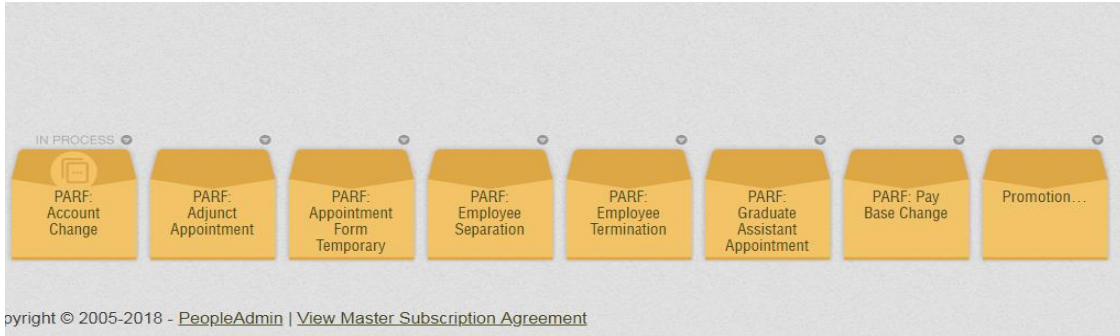 IN PROCESS
PARF:
Account
Change
PARF:
Adjunct
Appointment
PARF:
Appointment
Form
Temporary
PARF:
Employee
Separation
PARF:
Employee
Termination
PARF:
Graduate
Assistant
Appointment
PARF: Pay
Base Change
Promotion...
opyright © 2005-2018 - PeopleAdmin | View Master Subscription Agreement